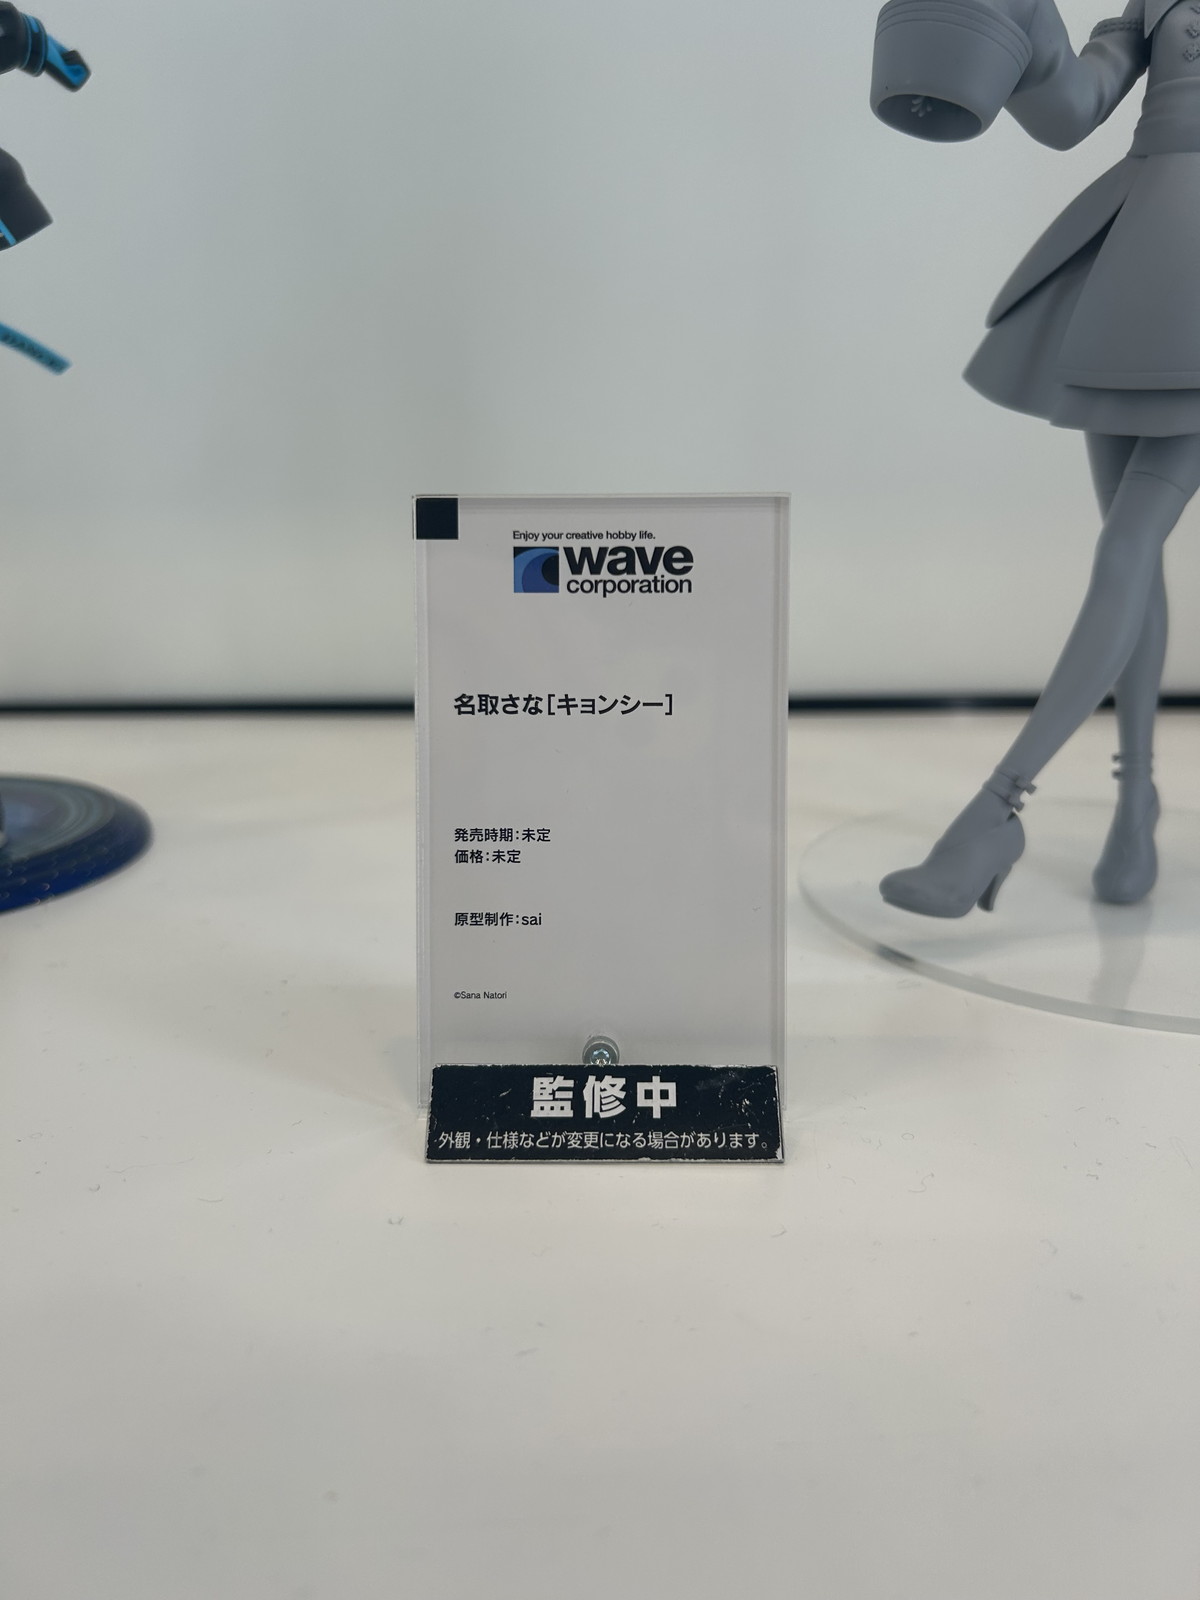 Enjoy your creative hobby life.
wave
corporation
名取さな[キョンシー]
発売時期:未定
価格:未定
原型制作:sai
©Sana Natori
監修中
外観・仕様などが変更になる場合があります。